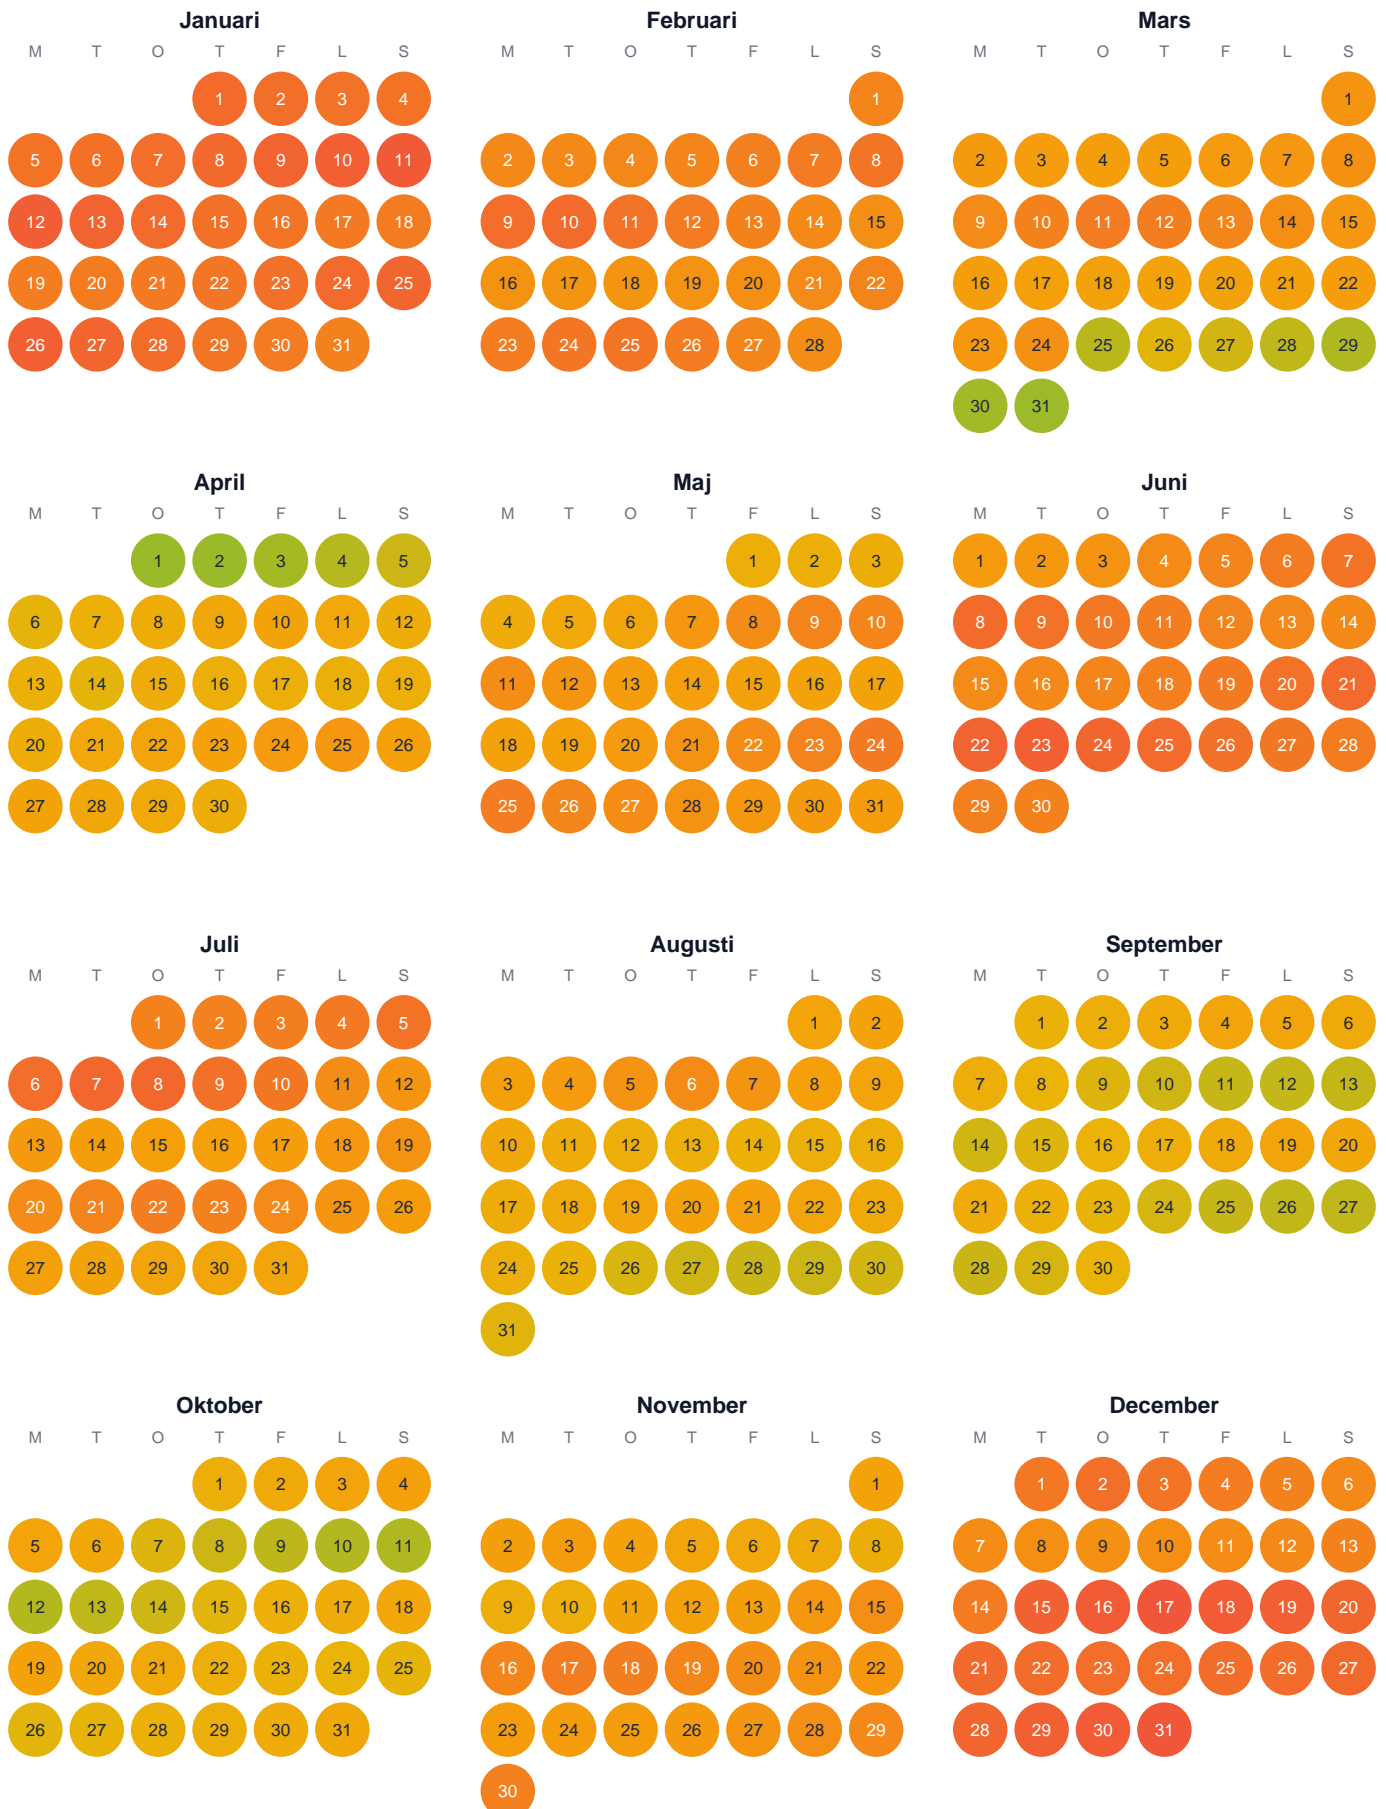 Januari Februari Mars
M T O T F L S M T O T F L S M T O T F L S
1 2 3 4 1 1
5 6 7 8 9 10 11 2 3 4 5 6 7 8 2 3 4 5 6 7 8
12 13 14 15 16 17 18 9 10 11 12 13 14 15 9 10 11 12 13 14 15
19 20 21 22 23 24 25 16 17 18 19 20 21 22 16 17 18 19 20 21 22
26 27 28 29 30 31 23 24 25 26 27 28 23 24 25 26 27 28 29
30 31
April Maj Juni
M T O T F L S M T O T F L S M T O T F L S
1 2 3 4 5 1 2 3 1 2 3 4 5 6 7
6 7 8 9 10 11 12 4 5 6 7 8 9 10 8 9 10 11 12 13 14
13 14 15 16 17 18 19 11 12 13 14 15 16 17 15 16 17 18 19 20 21
20 21 22 23 24 25 26 18 19 20 21 22 23 24 22 23 24 25 26 27 28
27 28 29 30 25 26 27 28 29 30 31 29 30
Juli Augusti September
M T O T F L S M T O T F L S M T O T F L S
1 2 3 4 5 1 2 1 2 3 4 5 6
6 7 8 9 10 11 12 3 4 5 6 7 8 9 7 8 9 10 11 12 13
13 14 15 16 17 18 19 10 11 12 13 14 15 16 14 15 16 17 18 19 20
20 21 22 23 24 25 26 17 18 19 20 21 22 23 21 22 23 24 25 26 27
27 28 29 30 31 24 25 26 27 28 29 30 28 29 30
31
Oktober November December
M T O T F L S M T O T F L S M T O T F L S
1 2 3 4 1 1 2 3 4 5 6
5 6 7 8 9 10 11 2 3 4 5 6 7 8 7 8 9 10 11 12 13
12 13 14 15 16 17 18 9 10 11 12 13 14 15 14 15 16 17 18 19 20
19 20 21 22 23 24 25 16 17 18 19 20 21 22 21 22 23 24 25 26 27
26 27 28 29 30 31 23 24 25 26 27 28 29 28 29 30 31
30